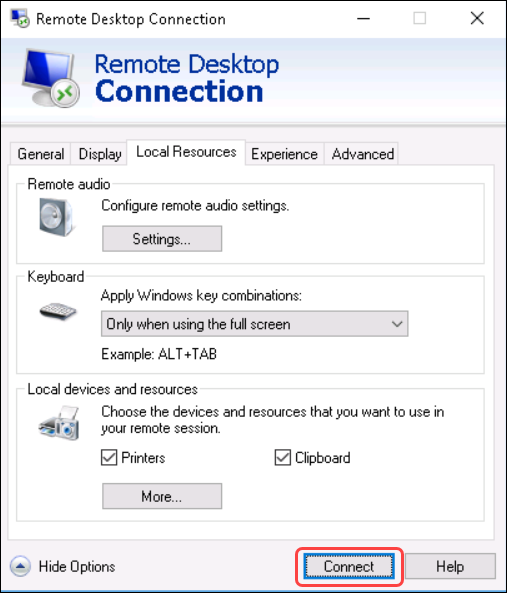 Remote Desktop Connection
Remote Desktop
Connection
General Display Local Resources Experience Advanced
Remote audio
Configure remote audio settings.
Settings...
Keyboard
Apply Windows key combinations:
Only when using the full screen
Example: ALT+TAB
Local devices and resources
Choose the devices and resources that you want to use in
your remote session.
Printers Clipboard
More...
Hide Options Connect Help